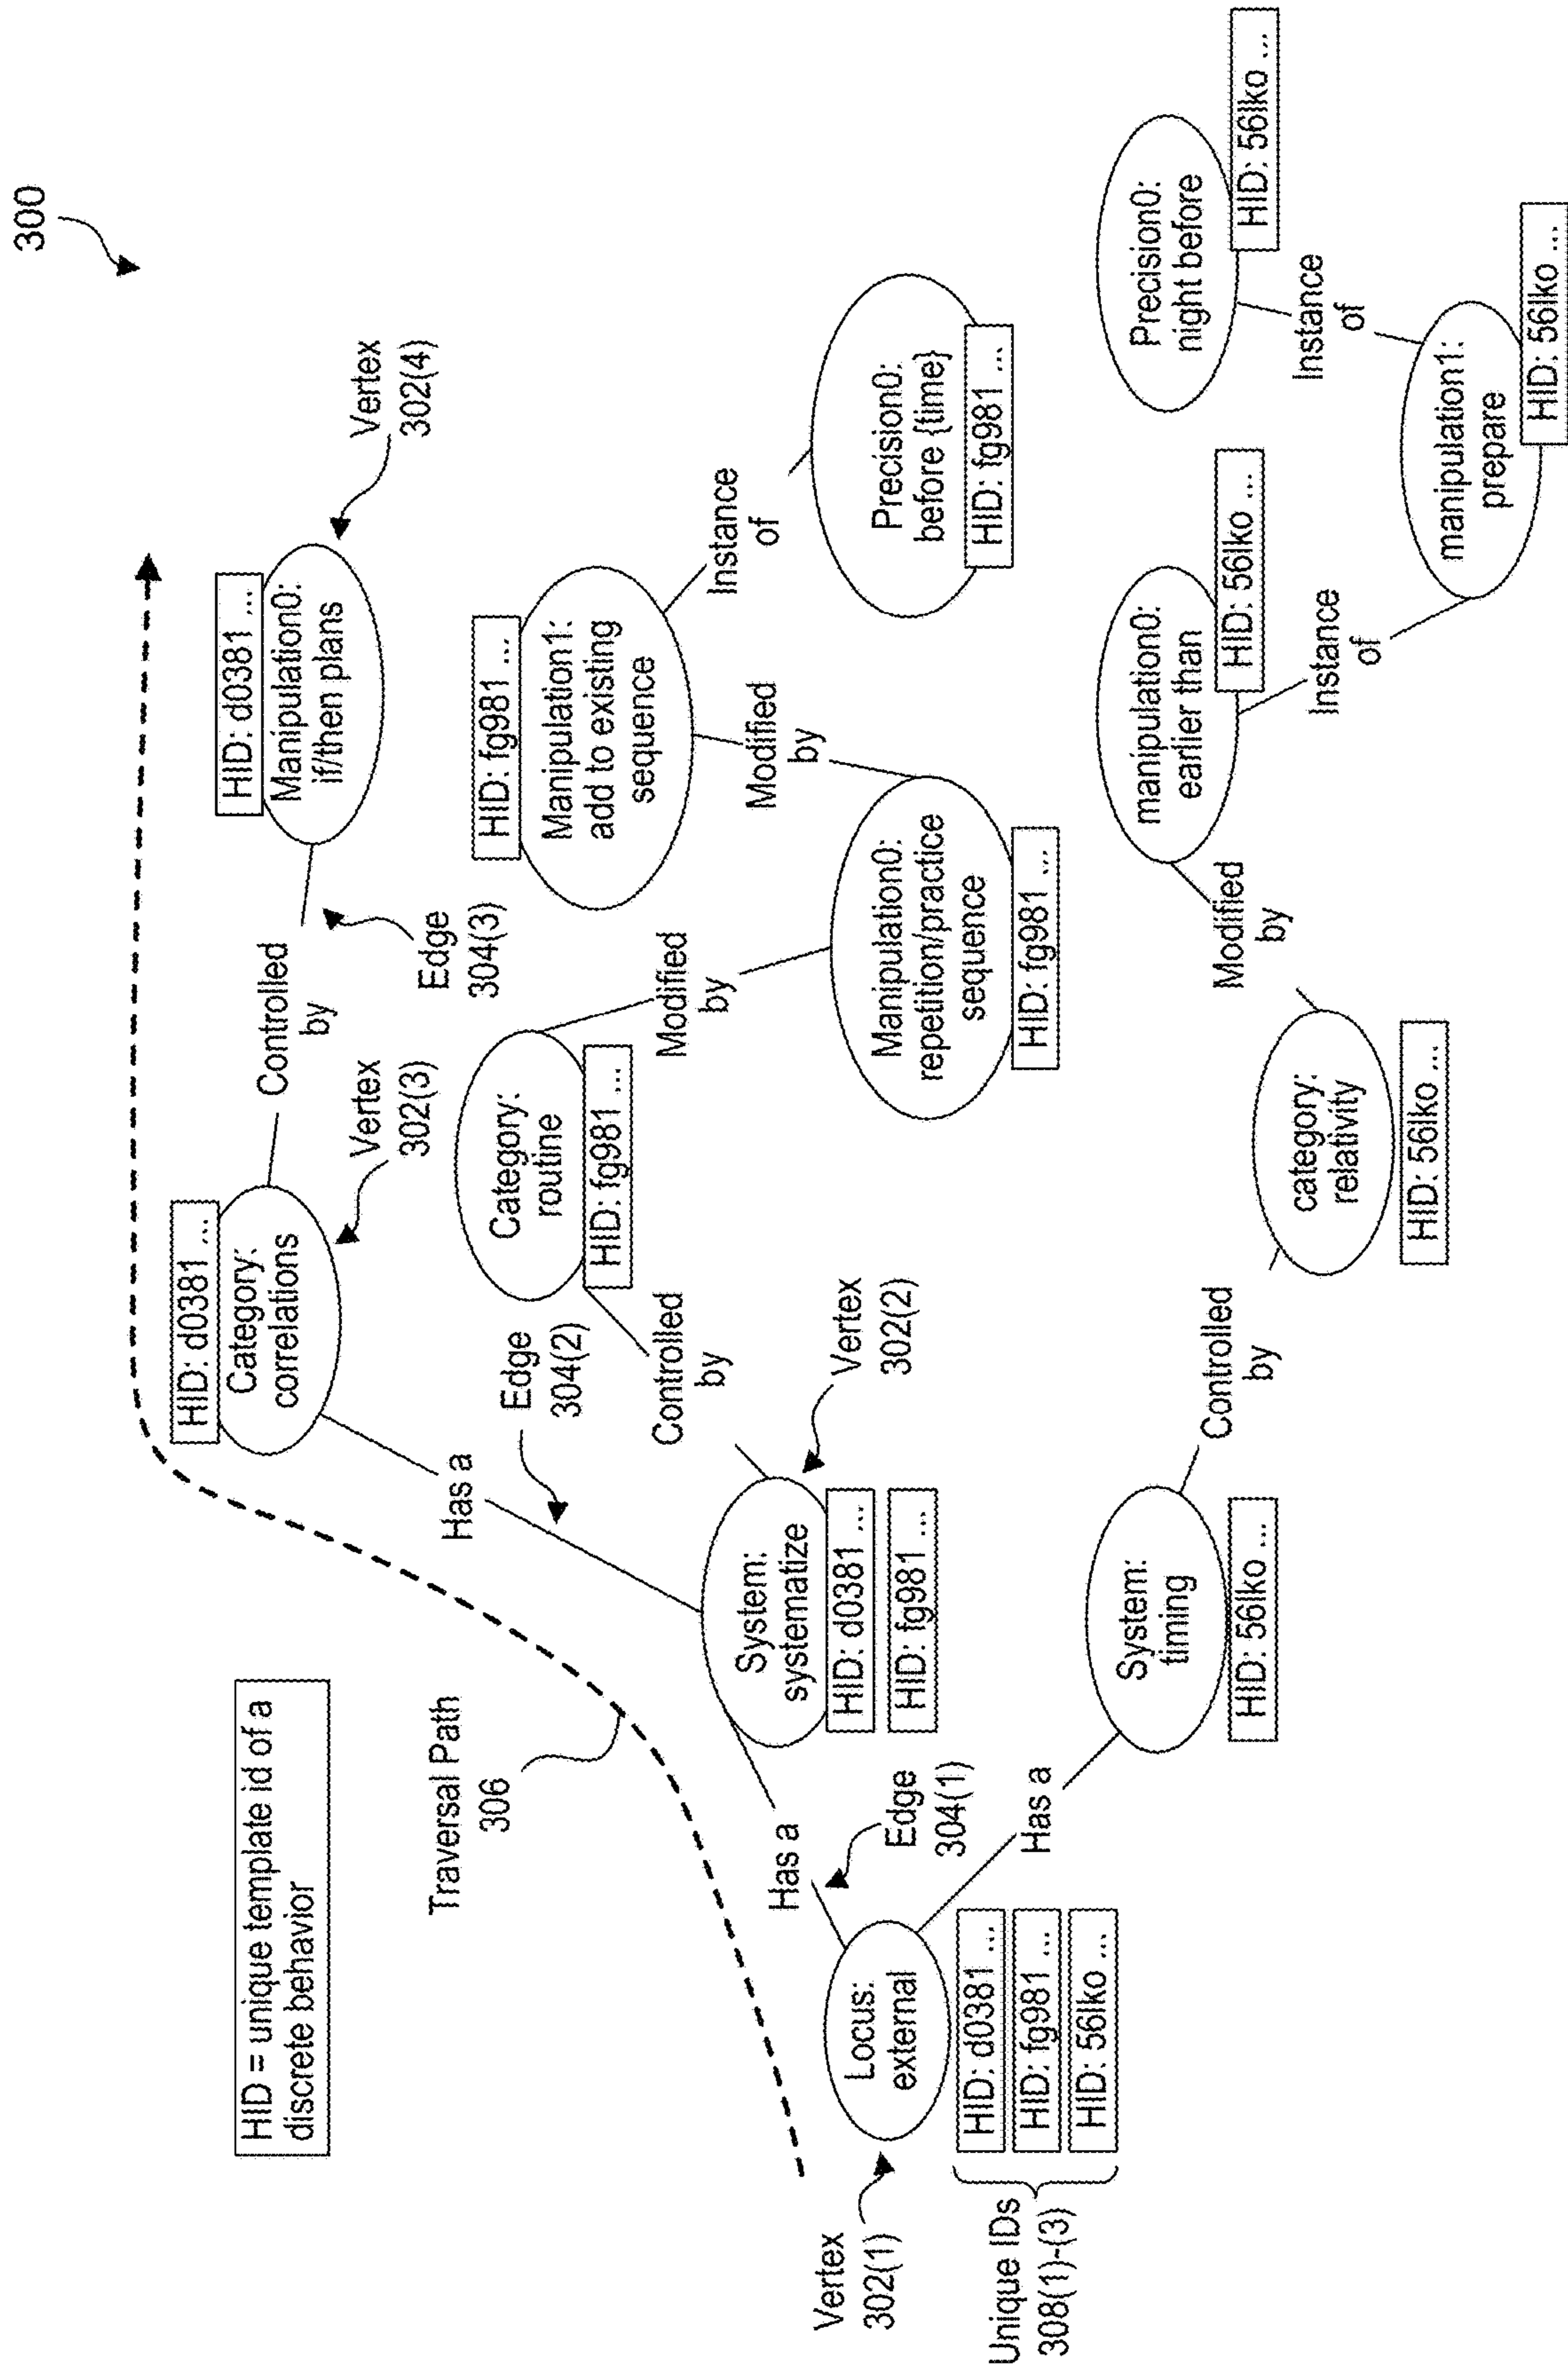 300
HID = unique template id of a
discrete behavior
Traversal Path
306
HID: d0381 ...
Category:
correlations
Vertex
302(3)
Controlled
by
Edge
304(3)
HID: d0381 ...
Manipulation0:
if/then plans
Vertex
302(4)
Has a
Edge
304(2)
Category:
routine
HID: fg981 ...
Controlled
by
Modified
by
HID: fg981 ...
Manipulation1:
add to existing
sequence
Instance
of
Modified
by
Manipulation0:
repetition/practice
sequence
HID: fg981 ...
Precision0:
before {time}
HID: fg981 ...
System:
systematize
HID: d0381 ...
HID: fg981 ...
Vertex
302(2)
Has a
Edge
304(1)
Vertex
302(1)
Locus:
external
HID: d0381 ...
HID: fg981 ...
HID: 56lko ...
Unique IDs
308(1)-(3)
Has a
System:
timing
HID: 56lko ...
Controlled
by
category:
relativity
HID: 56lko ...
Modified
by
manipulation0:
earlier than
HID: 56lko ...
Instance
of
manipulation1:
prepare
HID: 56lko ...
Instance
of
Precision0:
night before
HID: 56lko ...